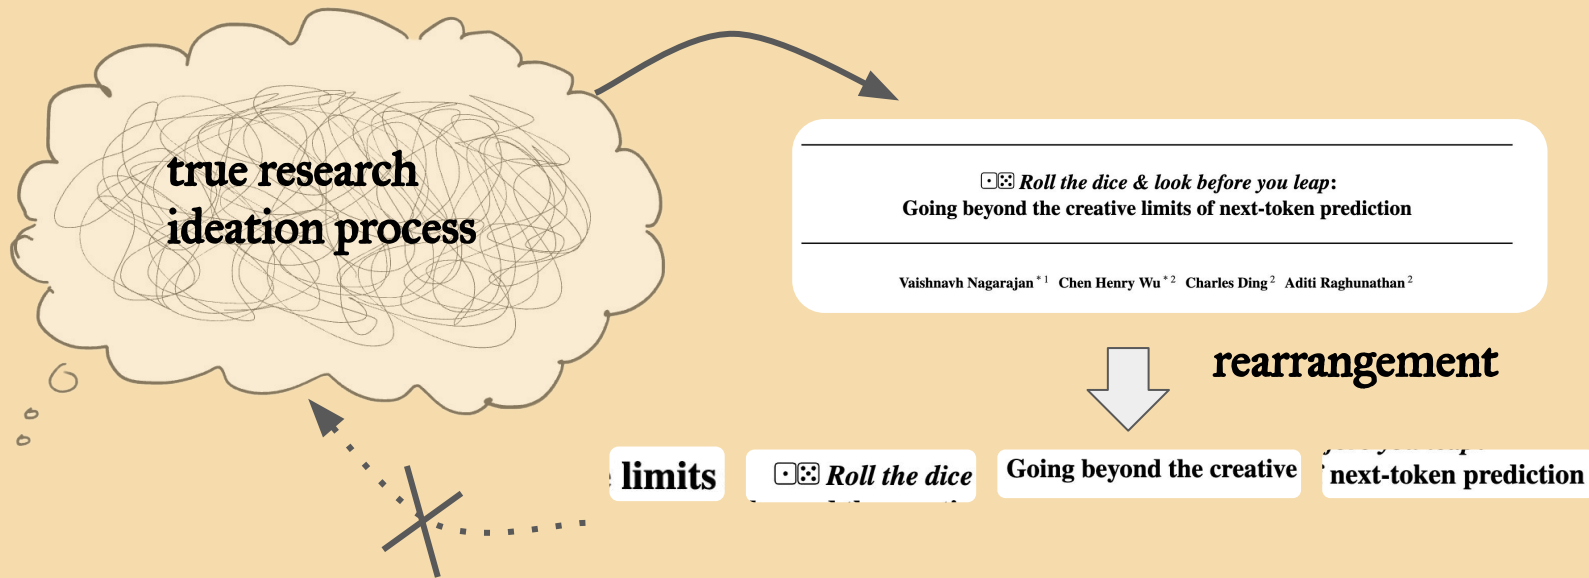 true research
ideation process
⚀⚄ Roll the dice & look before you leap:
Going beyond the creative limits of next-token prediction
Vaishnavh Nagarajan * 1 Chen Henry Wu * 2 Charles Ding 2 Aditi Raghunathan 2
rearrangement
limits
⚀⚄ Roll the dice
Going beyond the creative
next-token prediction